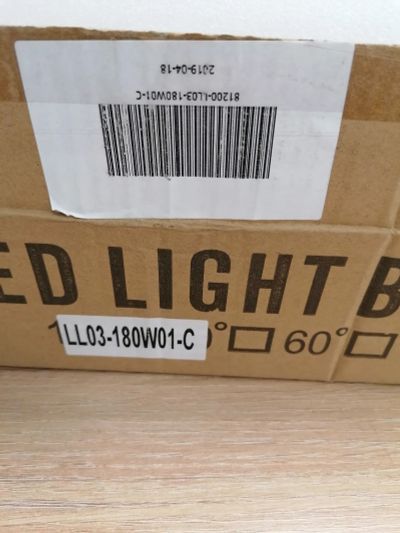 2019-04-18
81200-LL03-180W01-C
ED LIGHT B
LL03-180W01-C
° □ 60° □